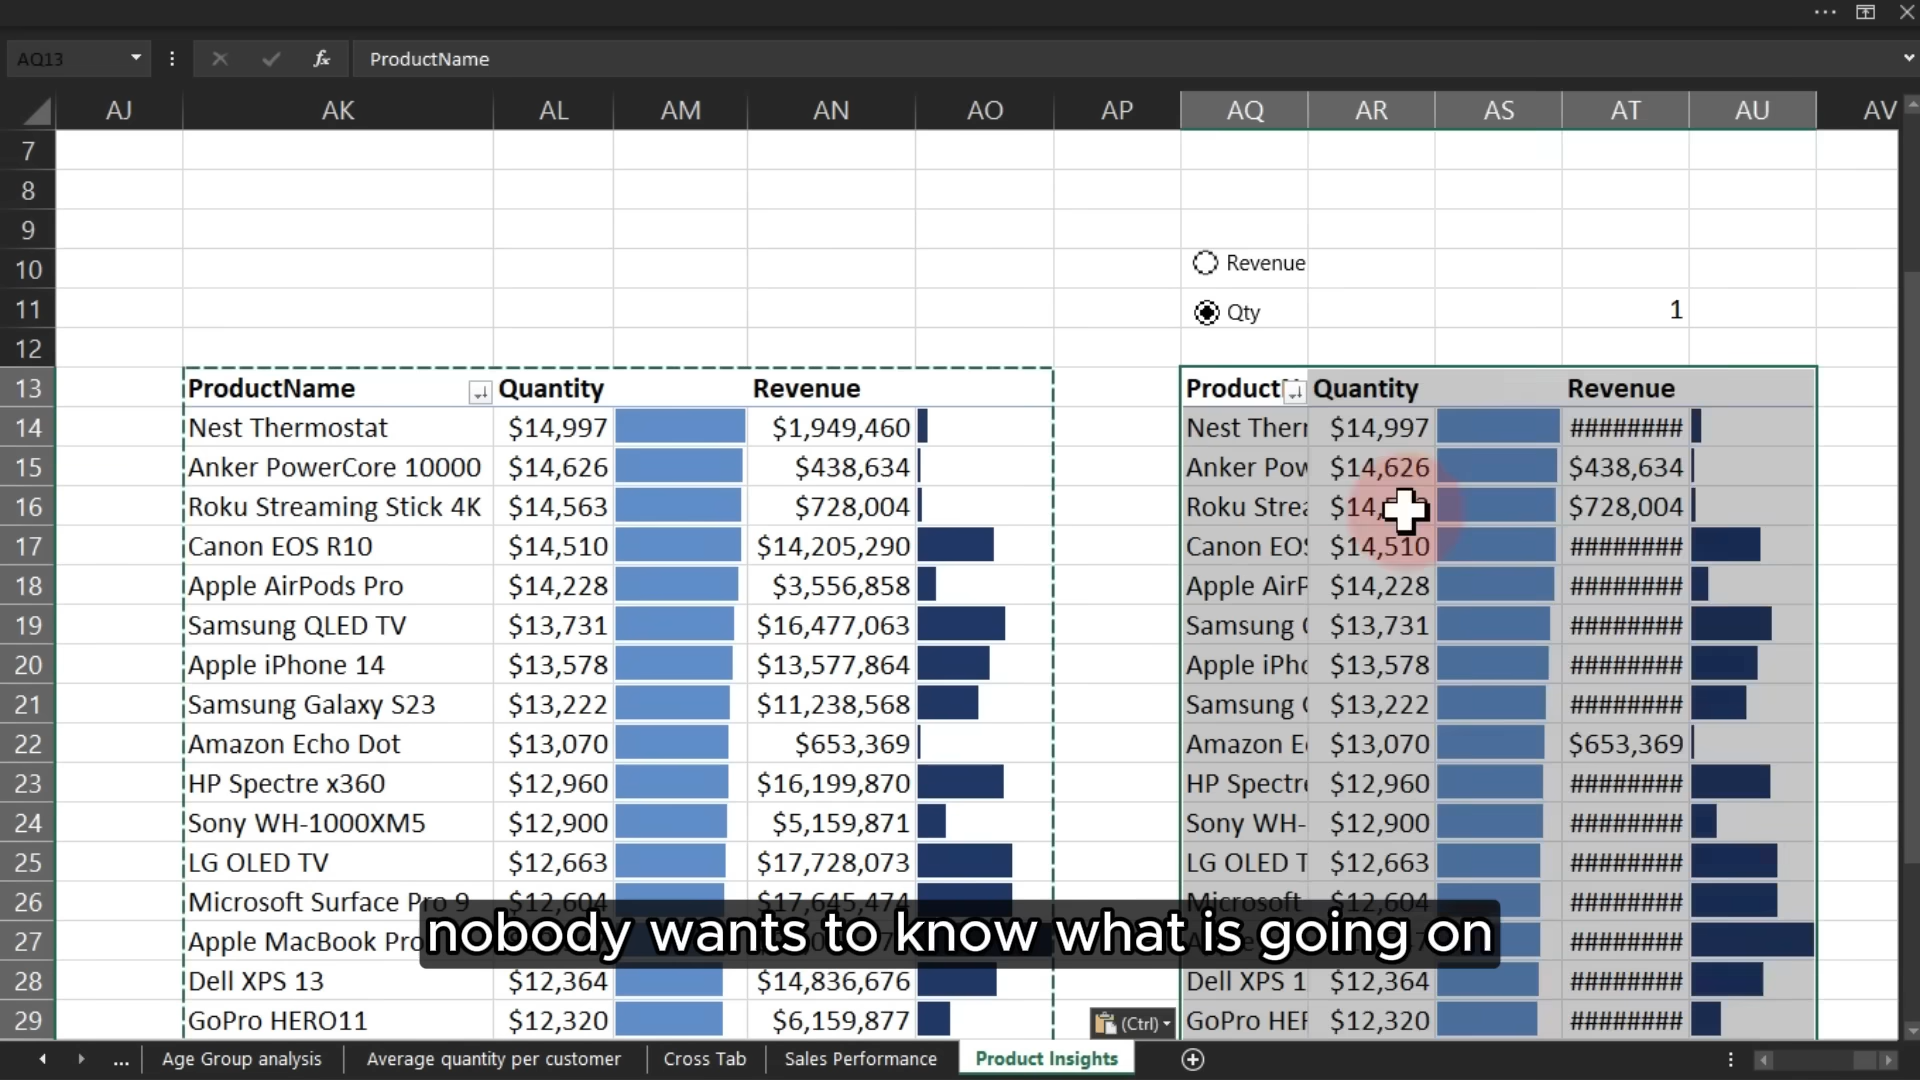 AQ13 fx ProductName
AJ AK AL AM AN AO AP AQ AR AS AT AU AV
7
8
9
10 Revenue
11 Qty 1
12
13 ProductName Quantity Revenue Product Quantity Revenue
14 Nest Thermostat $14,997 $1,949,460 Nest Ther $14,997 ########
15 Anker PowerCore 10000 $14,626 $438,634 Anker Pow $14,626 $438,634
16 Roku Streaming Stick 4K $14,563 $728,004 Roku Strea $14, $728,004
17 Canon EOS R10 $14,510 $14,205,290 Canon EOS $14,510 ########
18 Apple AirPods Pro $14,228 $3,556,858 Apple AirP $14,228 ########
19 Samsung QLED TV $13,731 $16,477,063 Samsung $13,731 ########
20 Apple iPhone 14 $13,578 $13,577,864 Apple iPho $13,578 ########
21 Samsung Galaxy S23 $13,222 $11,238,568 Samsung $13,222 ########
22 Amazon Echo Dot $13,070 $653,369 Amazon E $13,070 $653,369
23 HP Spectre x360 $12,960 $16,199,870 HP Spectr $12,960 ########
24 Sony WH-1000XM5 $12,900 $5,159,871 Sony WH- $12,900 ########
25 LG OLED TV $12,663 $17,728,073 LG OLED T $12,663 ########
26 Microsoft Surface Pro 9 $12,604 $17,645,474 Microsoft $12,604 ########
27 Apple MacBook Pro ########
nobody wants to know what is going on
28 Dell XPS 13 $12,364 $14,836,676 Dell XPS 1 $12,364 ########
29 GoPro HERO11 $12,320 $6,159,877 GoPro HER $12,320 ########
(Ctrl)
... Age Group analysis Average quantity per customer Cross Tab Sales Performance Product Insights